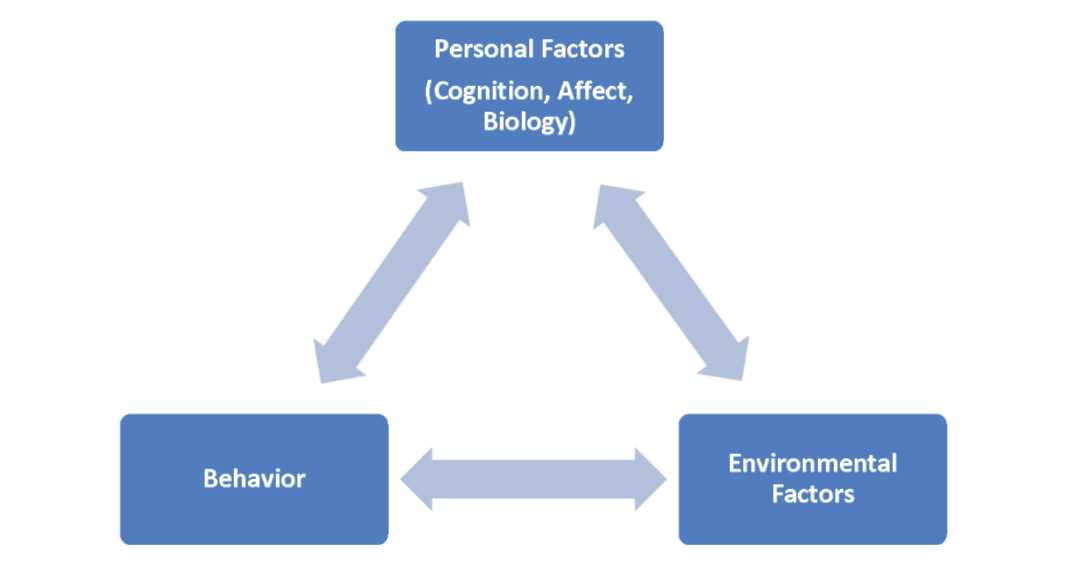 Personal Factors
(Cognition, Affect,
Biology)
Behavior
Environmental
Factors